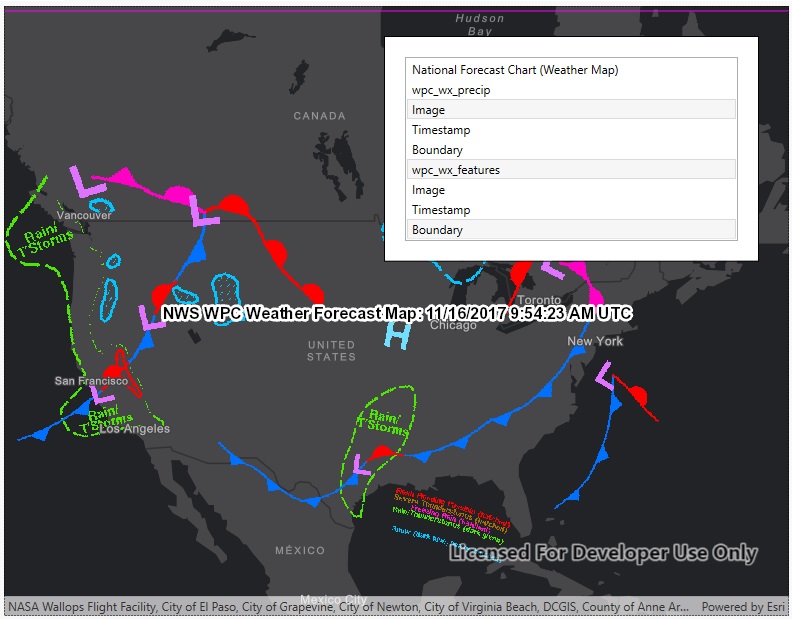 Hudson
Bay
National Forecast Chart (Weather Map)
wpc_wx_precip
Image
Timestamp
Boundary
wpc_wx_features
Image
Timestamp
Boundary
CANADA
L
Vancouver
L
Rain/
T'Storms
L
Toronto
L
NWS WPC Weather Forecast Map: 11/16/2017 9:54:23 AM UTC
Chicago
H
UNITED
STATES
New York
San Francisco
L
L
Rain/
T'Storms
Los Angeles
Rain/
T'Storms
L
Rain/Thunderstorms
MÉXICO
Licensed For Developer Use Only
Mexico City
NASA Wallops Flight Facility, City of El Paso, City of Grapevine, City of Newton, City of Virginia Beach, DCGIS, County of Anne Ar...
Powered by Esri